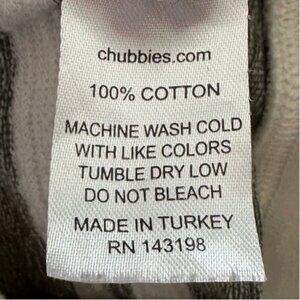 chubbies.com
100% COTTON
MACHINE WASH COLD
WITH LIKE COLORS
TUMBLE DRY LOW
DO NOT BLEACH
MADE IN TURKEY
RN 143198